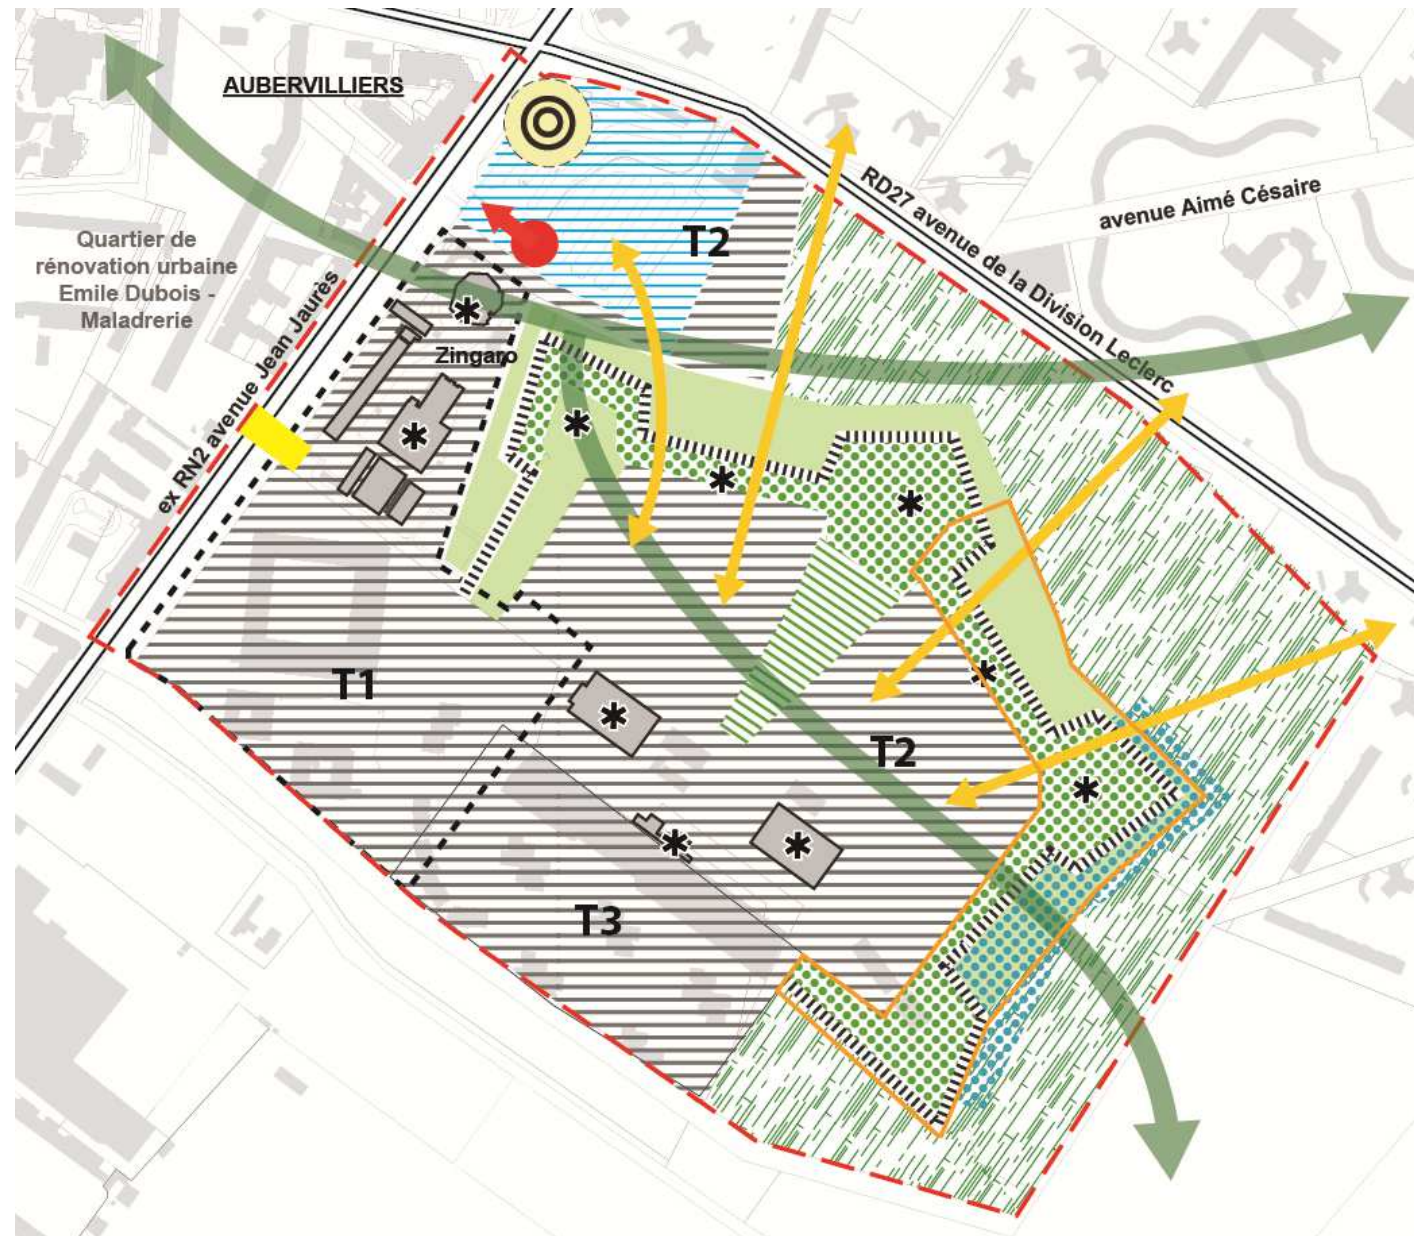 AUBERVILLIERS
RD27 avenue de la Division Leclerc
avenue Aimé Césaire
Quartier de
rénovation urbaine
Emile Dubois -
Maladrerie
T2
ex RN2 avenue Jean Jaurès
Zingaro
T1
T2
T3